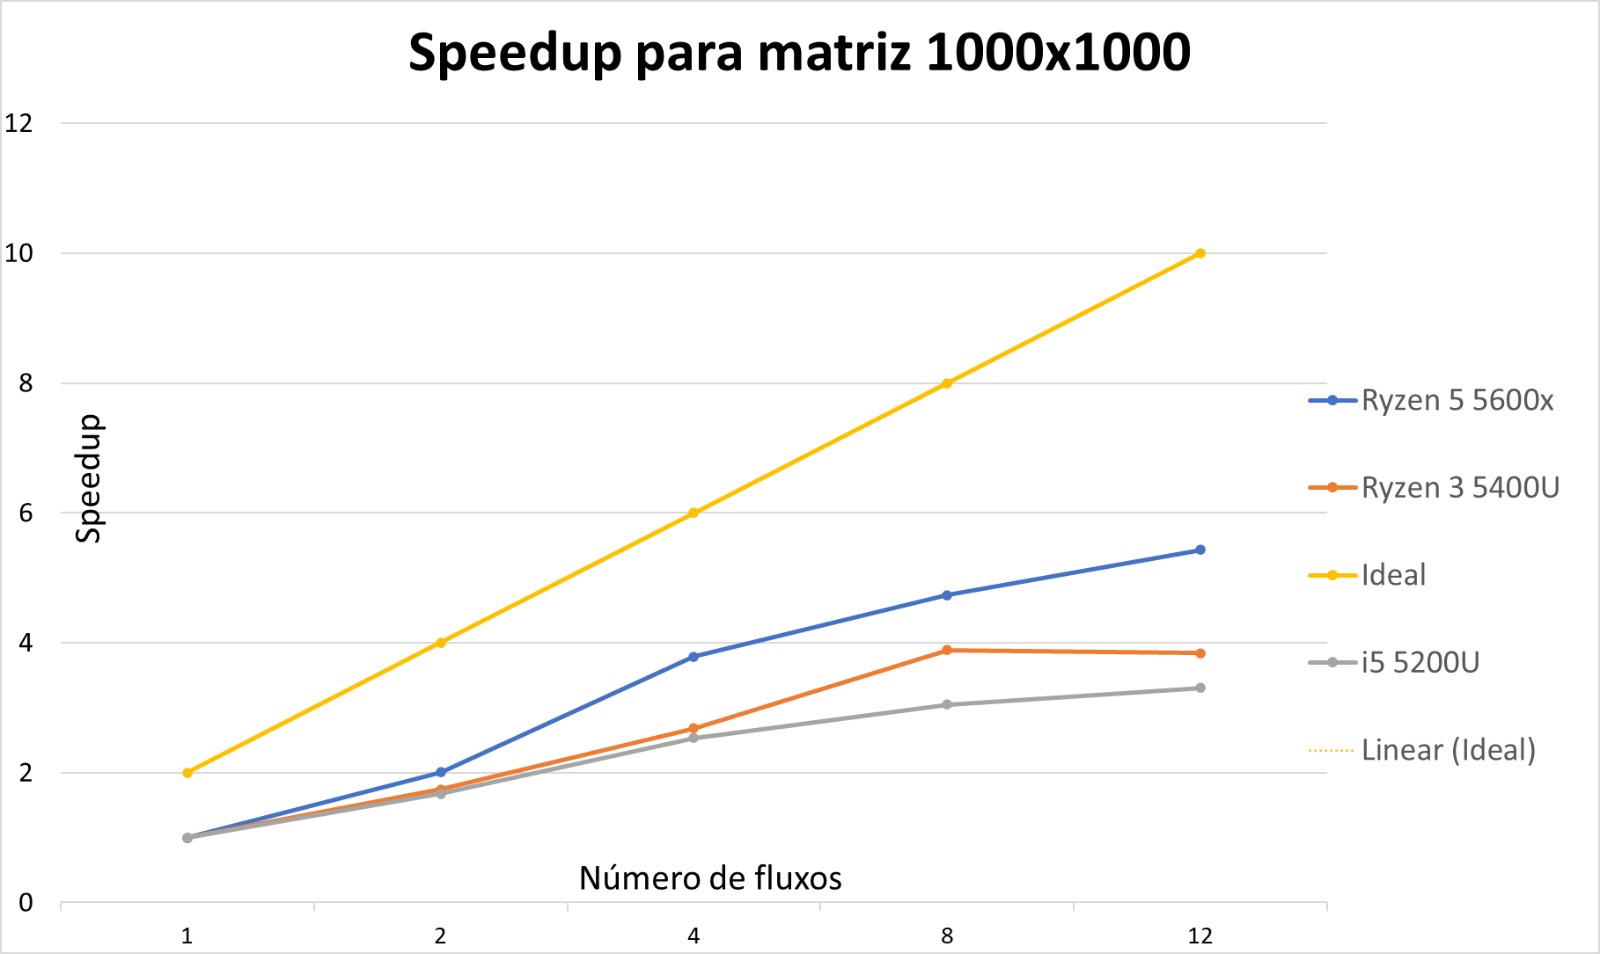 Speedup para matriz 1000x1000
12
10
8
6
4
2
0
Speedup
Número de fluxos
1 2 4 8 12
Ryzen 5 5600x
Ryzen 3 5400U
Ideal
i5 5200U
Linear (Ideal)